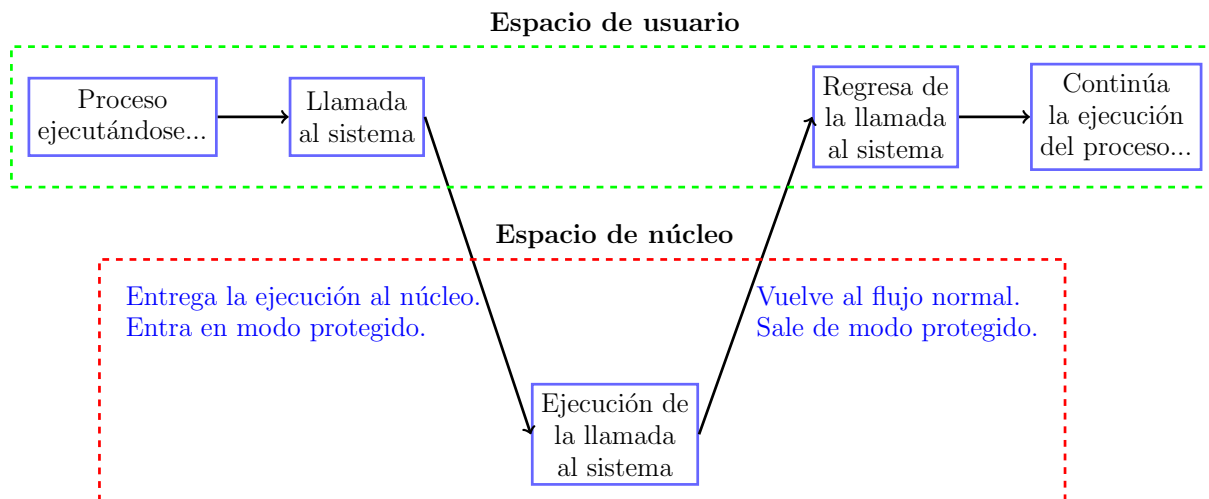 Espacio de usuario
Proceso
ejecutándose...
Llamada
al sistema
Regresa de
la llamada
al sistema
Continúa
la ejecución
del proceso...
Espacio de núcleo
Entrega la ejecución al núcleo.
Entra en modo protegido.
Vuelve al flujo normal.
Sale de modo protegido.
Ejecución de
la llamada
al sistema